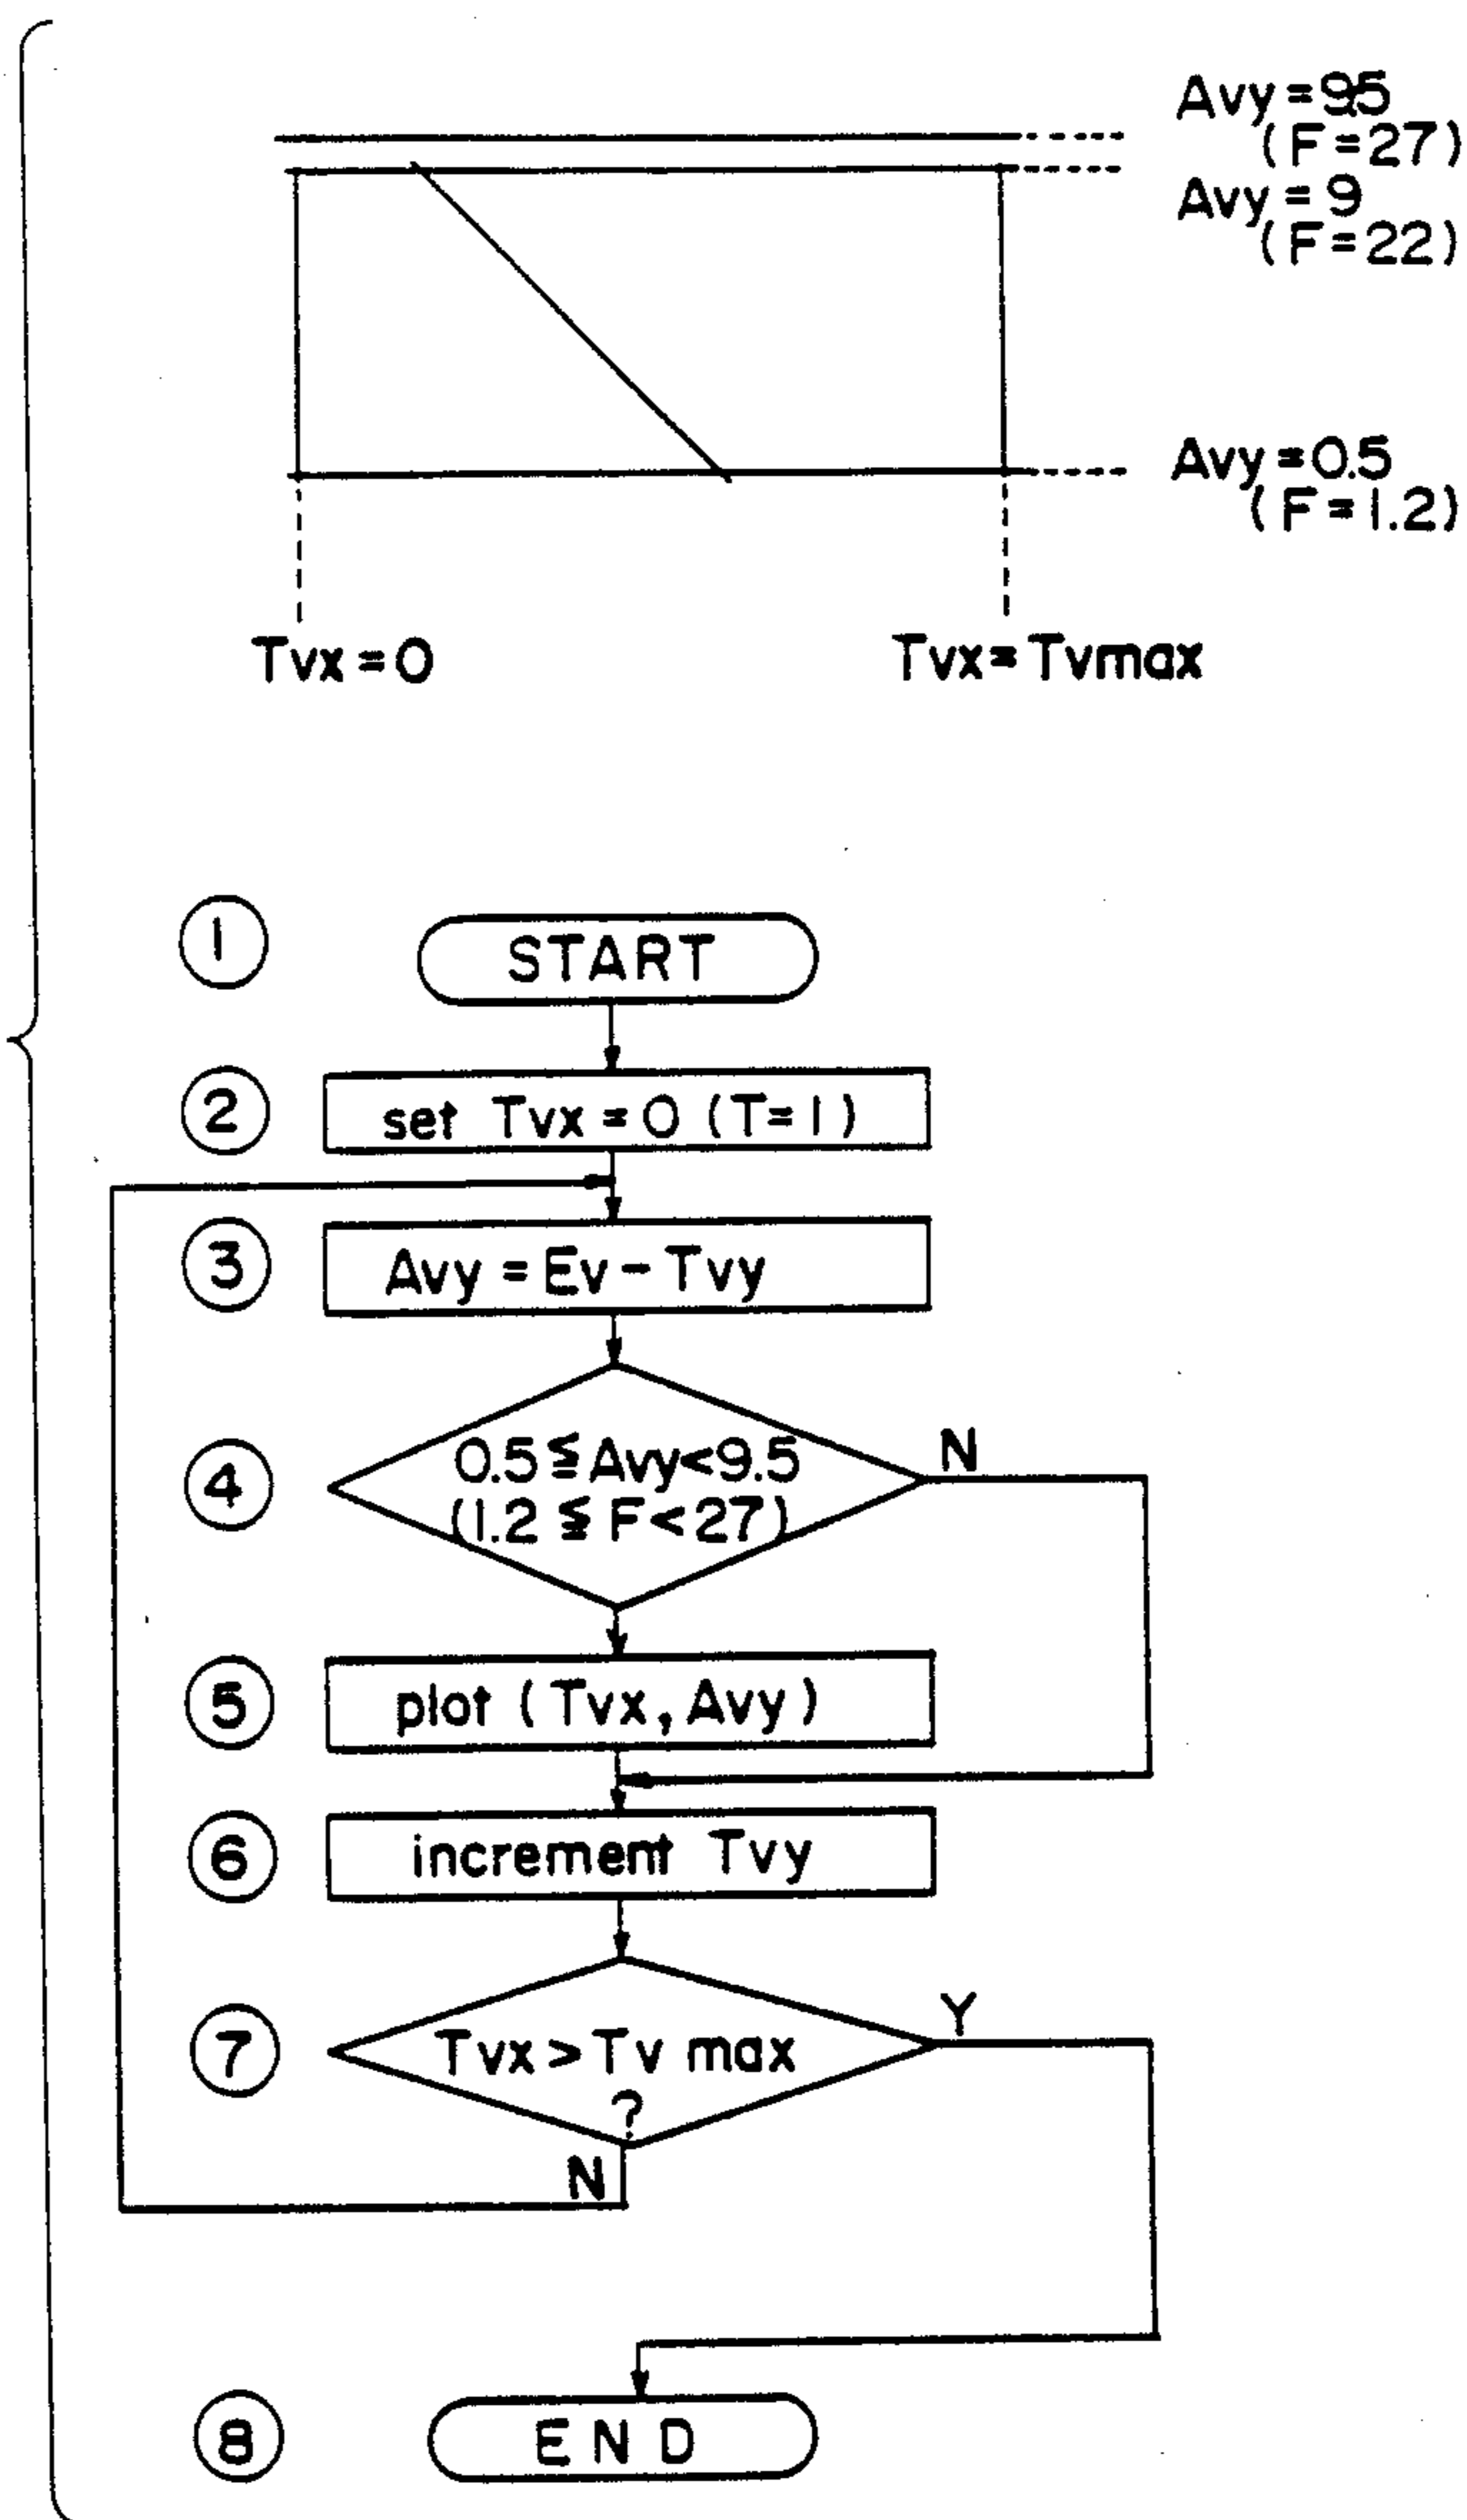 Avy=9.5
(F=27)
Avy=9
(F=22)
Avy=0.5
(F=1.2)
Tvx=0
Tvx=Tvmax
1
START
2
set Tvx=0 (T=1)
3
Avy=Ev-Tvy
4
0.5≦Avy<9.5
(1.2≦F<27)
N
5
plot (Tvx, Avy)
6
increment Tvy
7
Tvx>Tv max
?
Y
N
8
END